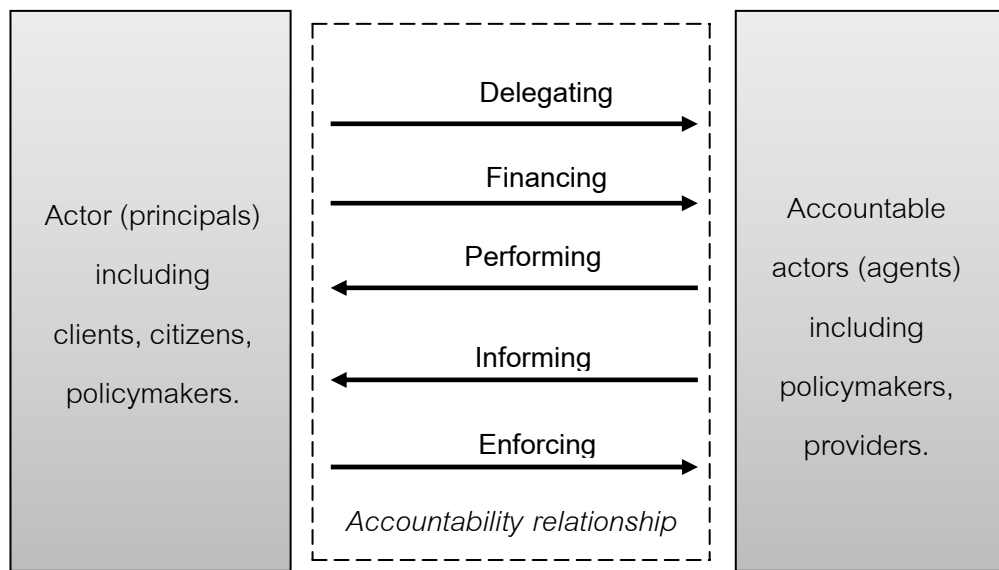 Actor (principals)
including
clients, citizens,
policymakers.
Delegating
Financing
Performing
Informing
Enforcing
Accountability relationship
Accountable
actors (agents)
including
policymakers,
providers.